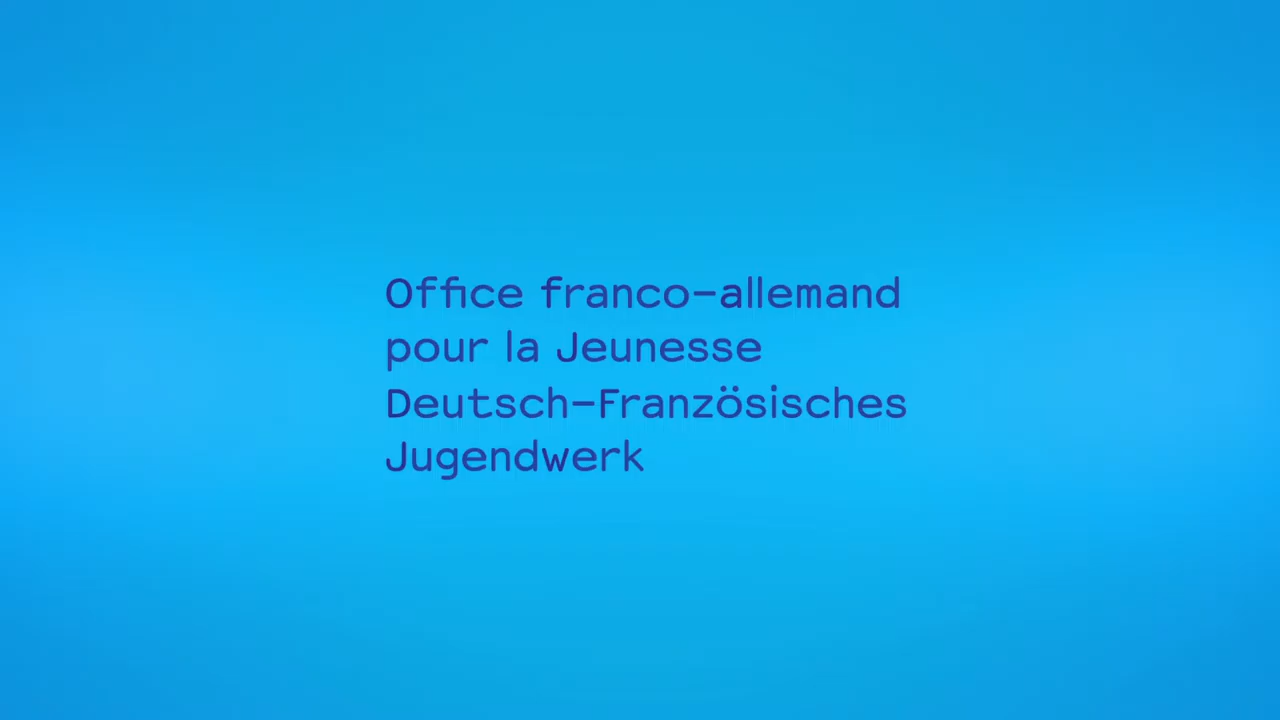 Office franco-allemand
pour la Jeunesse
Deutsch-Französisches
Jugendwerk